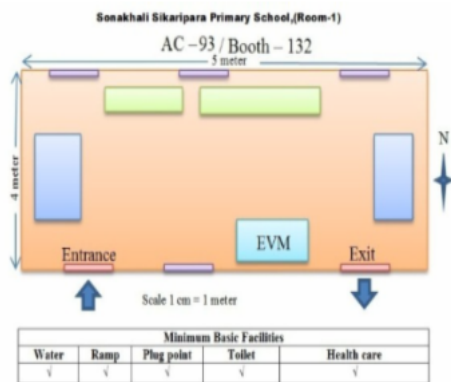 Sonakhali Sikaripara Primary School,(Room-1)
AC –93 / Booth –132
5 meter
4 meter
N
EVM
Entrance
Exit
Scale 1 cm = 1 meter
Minimum Basic Facilities
Water Ramp Plug point Toilet Health care
√ √ √ √ √